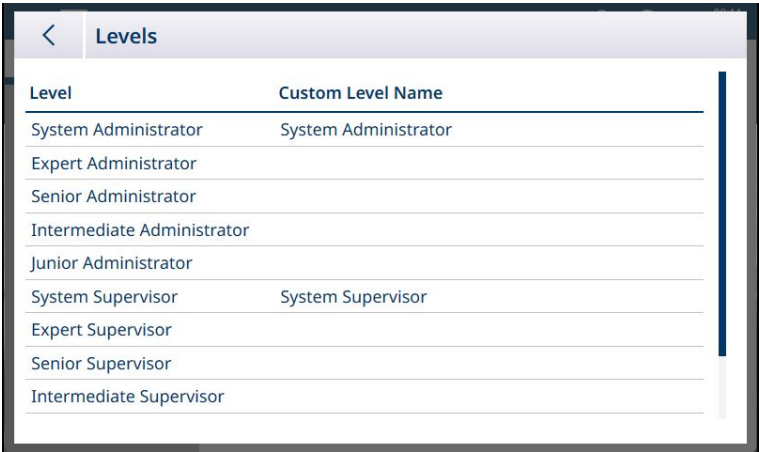 Levels
Level Custom Level Name
System Administrator System Administrator
Expert Administrator
Senior Administrator
Intermediate Administrator
Junior Administrator
System Supervisor System Supervisor
Expert Supervisor
Senior Supervisor
Intermediate Supervisor